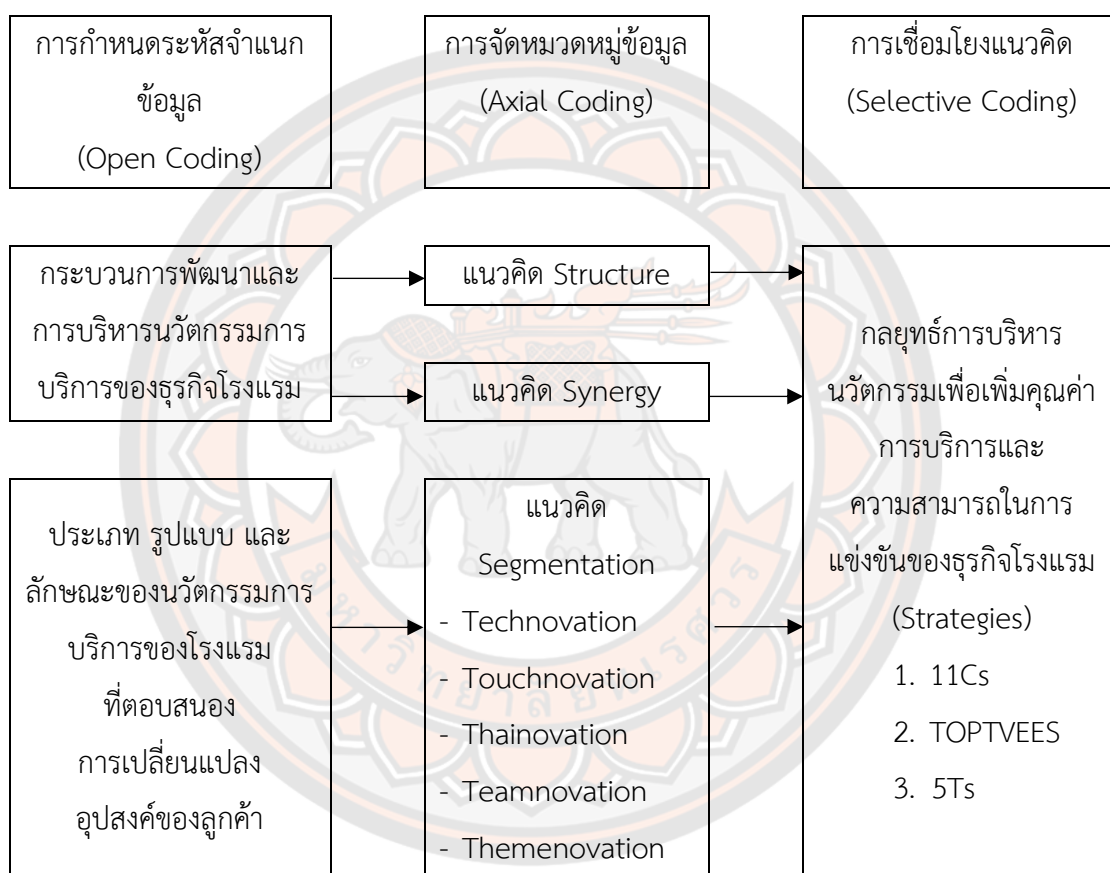 การกำหนดระหัสจำแนก
ข้อมูล
(Open Coding)
การจัดหมวดหมู่ข้อมูล
(Axial Coding)
การเชื่อมโยงแนวคิด
(Selective Coding)
กระบวนการพัฒนาและ
การบริหารนวัตกรรมการ
บริการของธุรกิจโรงแรม
แนวคิด Structure
แนวคิด Synergy
ประเภท รูปแบบ และ
ลักษณะของนวัตกรรมการ
บริการของโรงแรม
ที่ตอบสนอง
การเปลี่ยนแปลง
อุปสงค์ของลูกค้า
แนวคิด
Segmentation
- Technovation
- Touchnovation
- Thainovation
- Teamnovation
- Themenovation
กลยุทธ์การบริหาร
นวัตกรรมเพื่อเพิ่มคุณค่า
การบริการและ
ความสามารถในการ
แข่งขันของธุรกิจโรงแรม
(Strategies)
1. 11Cs
2. TOPTVEES
3. 5Ts
มหาวิทยาลัยนเรศวร